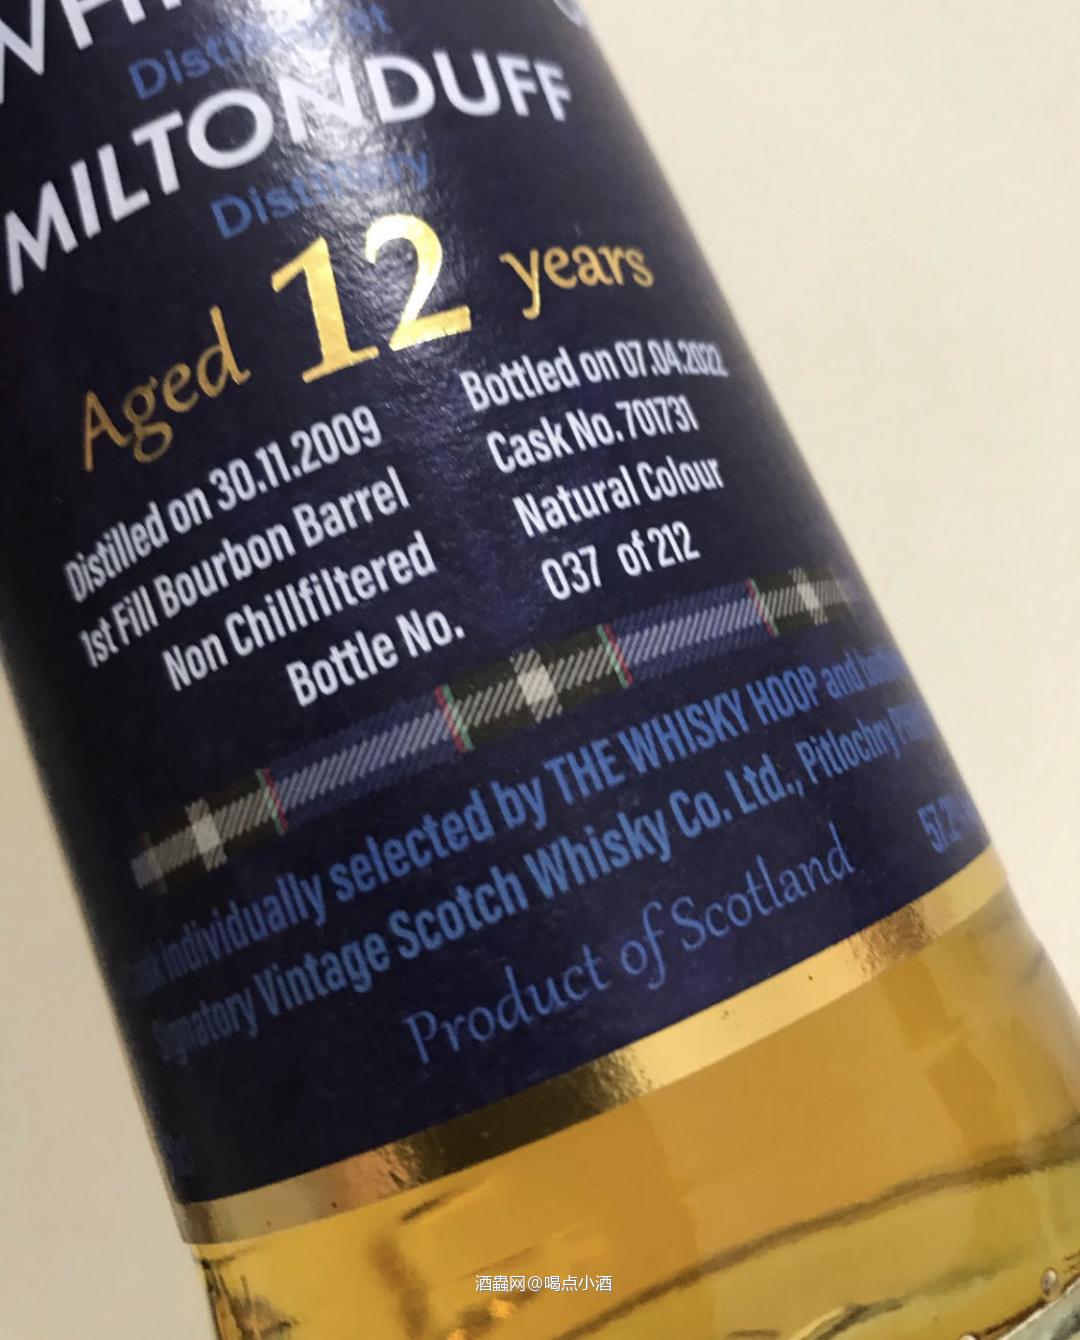 Distilled at
MILTONDUFF
Distillery
Aged 12 years
Distilled on 30.11.2009
Bottled on 07.04.2022
1st Fill Bourbon Barrel
Cask No. 701731
Non Chillfiltered
Natural Colour
Bottle No.
037 of 212
individually selected by THE WHISKY HOOP and
Signatory Vintage Scotch Whisky Co. Ltd., Pitlochry
Product of Scotland
酒蟲网@喝点小酒